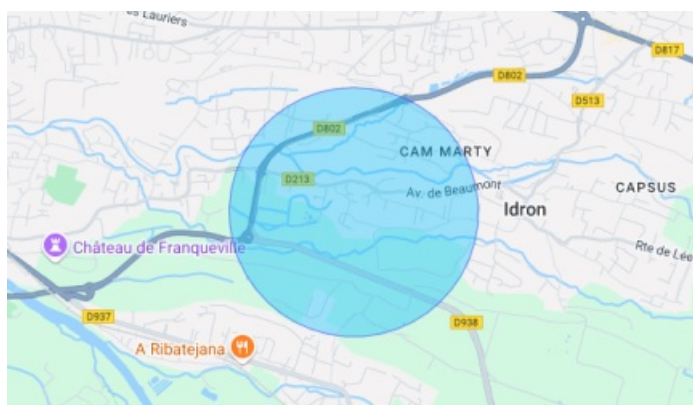 es Lauriers
D817
D802
D513
D802
CAM MARTY
D213
Av. de Beaumont
CAPSUS
Idron
Château de Franqueville
Rte de Lée
D937
D938
A Ribatejana